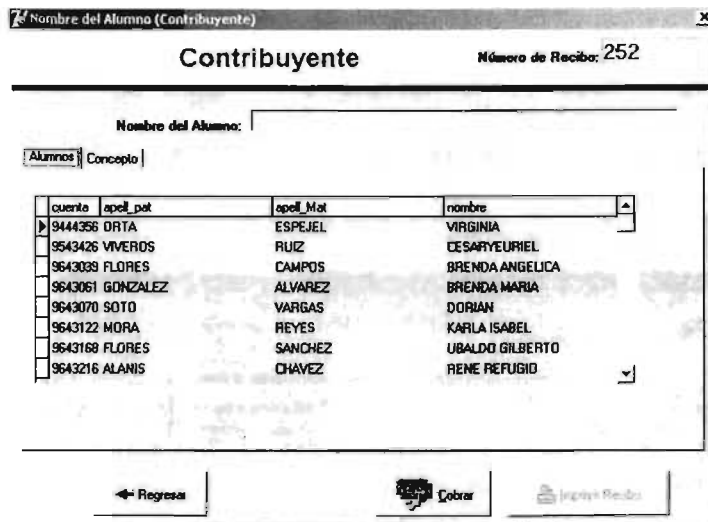 Nombre del Alumno (Contribuyente)
Contribuyente
Número de Recibo: 252
Nombre del Alumno:
Alumnos Concepto
cuenta apell_pat apell_Mat nombre
9444356 ORTA ESPEJEL VIRGINIA
9543426 VIVEROS RUIZ CESARYEURIEL
9643039 FLORES CAMPOS BRENDA ANGELICA
9643061 GONZALEZ ALVAREZ BRENDA MARIA
9643070 SOTO VARGAS DORIAN
9643122 MORA REYES KARLA ISABEL
9643168 FLORES SANCHEZ UBALDO GILBERTO
9643216 ALANIS CHAVEZ RENE REFUGIO
Regresar Cobrar Imprimir Recibo